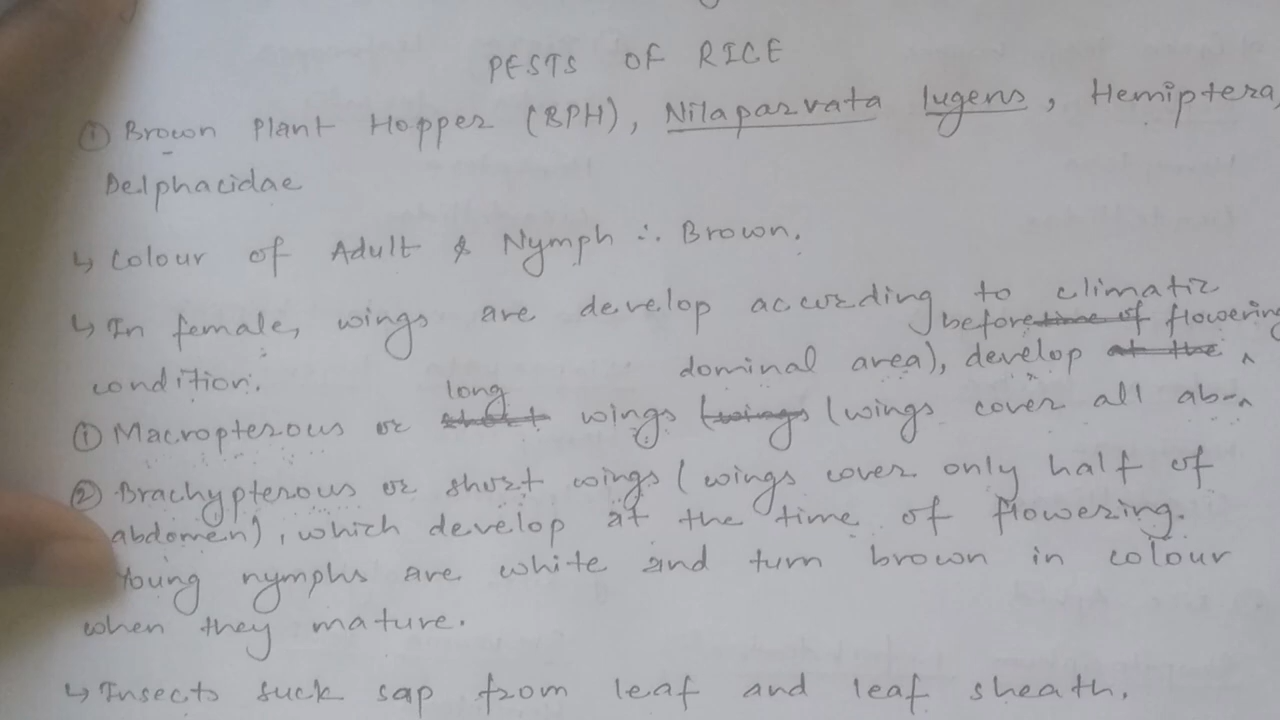 PESTS OF RICE
① Brown Plant Hopper (BPH), Nilaparvata lugens, Hemiptera,
Delphacidae
↳ Colour of Adult & Nymph ∴ Brown.
↳ In female, wings are develop according to climatic
condition.
① Macropterous or long wings (wings cover all ab-
dominal area), develop before flowering
② Brachypterous or short wings (wings cover only half of
abdomen), which develop at the time of flowering.
Young nymphs are white and turn brown in colour
when they mature.
↳ Insects suck sap from leaf and leaf sheath.